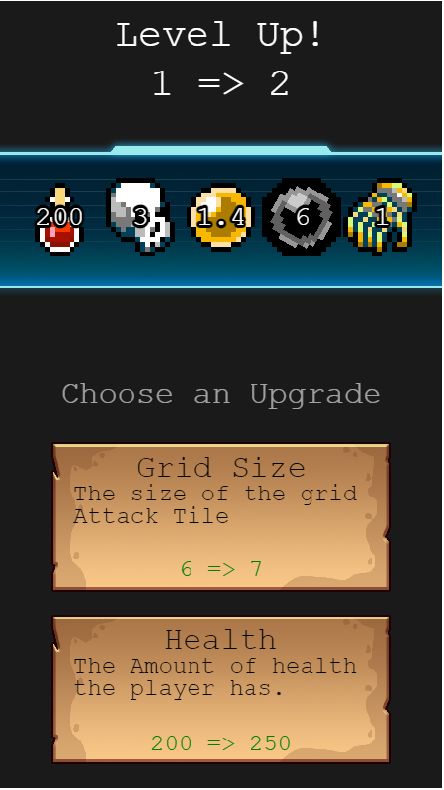 Level Up!
1 => 2
200 3 1.4 6 1
Choose an Upgrade
Grid Size
The size of the grid
Attack Tile
6 => 7
Health
The Amount of health
the player has.
200 => 250